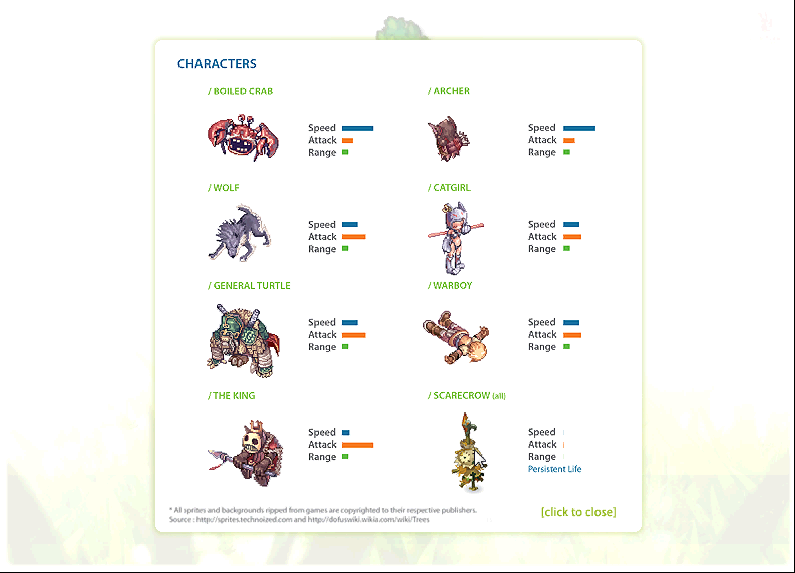 CHARACTERS
/ BOILED CRAB
Speed
Attack
Range
/ ARCHER
Speed
Attack
Range
/ WOLF
Speed
Attack
Range
/ CATGIRL
Speed
Attack
Range
/ GENERAL TURTLE
Speed
Attack
Range
/ WARBOY
Speed
Attack
Range
/ THE KING
Speed
Attack
Range
/ SCARECROW (all)
Speed
Attack
Range
Persistent Life
* All sprites and backgrounds ripped from games are copyrighted to their respective publishers.
Source : http://sprites.technoized.com and http://dofuswiki.wikia.com/wiki/Trees
[click to close]